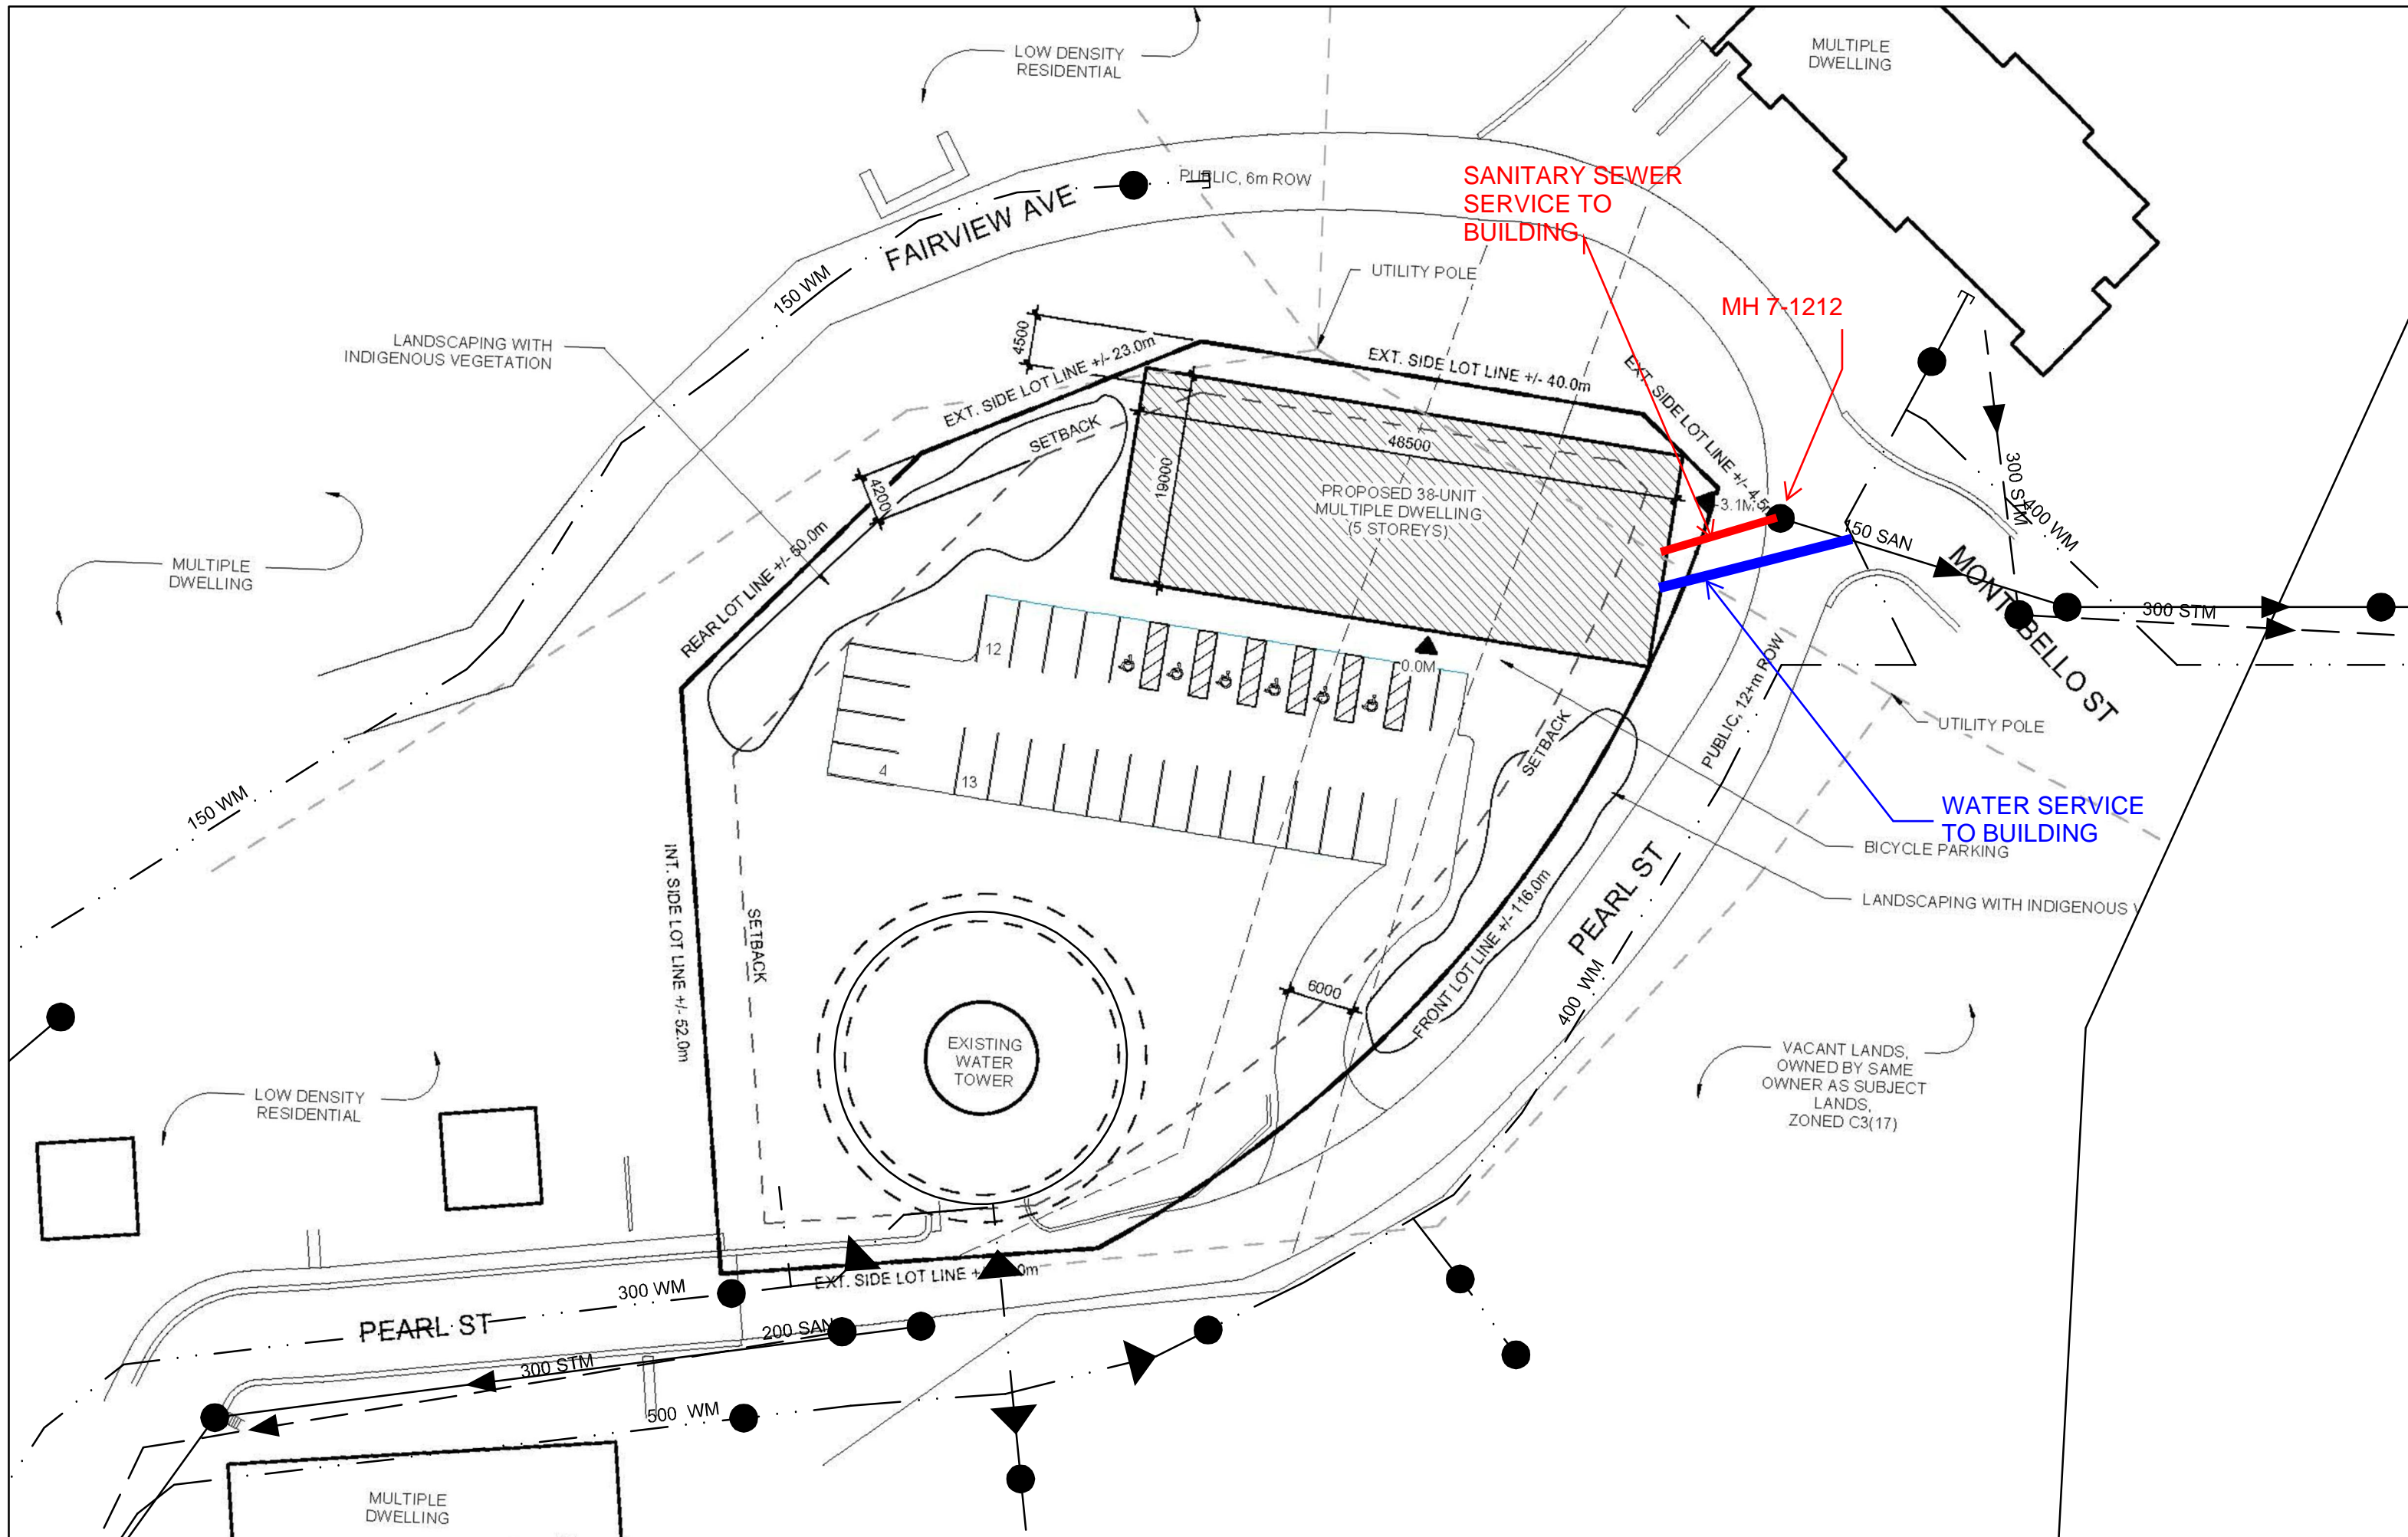 LOW DENSITY
RESIDENTIAL
MULTIPLE
DWELLING
PUBLIC, 6m ROW
FAIRVIEW AVE
150 WM
SANITARY SEWER
SERVICE TO
BUILDING
UTILITY POLE
MH 7-1212
LANDSCAPING WITH
INDIGENOUS VEGETATION
4500
EXT. SIDE LOT LINE +/- 23.0m
EXT. SIDE LOT LINE +/- 40.0m
EXT. SIDE LOT LINE +/- 4.5m
SETBACK
48500
19000
4200
PROPOSED 38-UNIT
MULTIPLE DWELLING
(5 STOREYS)
-3.1M
300 STM
400 WM
150 SAN
MONTBELLO ST
300 STM
MULTIPLE
DWELLING
REAR LOT LINE +/- 50.0m
12
0.0M
PUBLIC, 12+m ROW
UTILITY POLE
SETBACK
4
13
150 WM
WATER SERVICE
TO BUILDING
BICYCLE PARKING
LANDSCAPING WITH INDIGENOUS
PEARL ST
INT. SIDE LOT LINE +/- 52.0m
SETBACK
FRONT LOT LINE +/- 116.0m
6000
400 WM
EXISTING
WATER
TOWER
VACANT LANDS,
OWNED BY SAME
OWNER AS SUBJECT
LANDS,
ZONED C3(17)
LOW DENSITY
RESIDENTIAL
300 WM
EXT. SIDE LOT LINE
PEARL ST
200 SAN
300 STM
500 WM
MULTIPLE
DWELLING